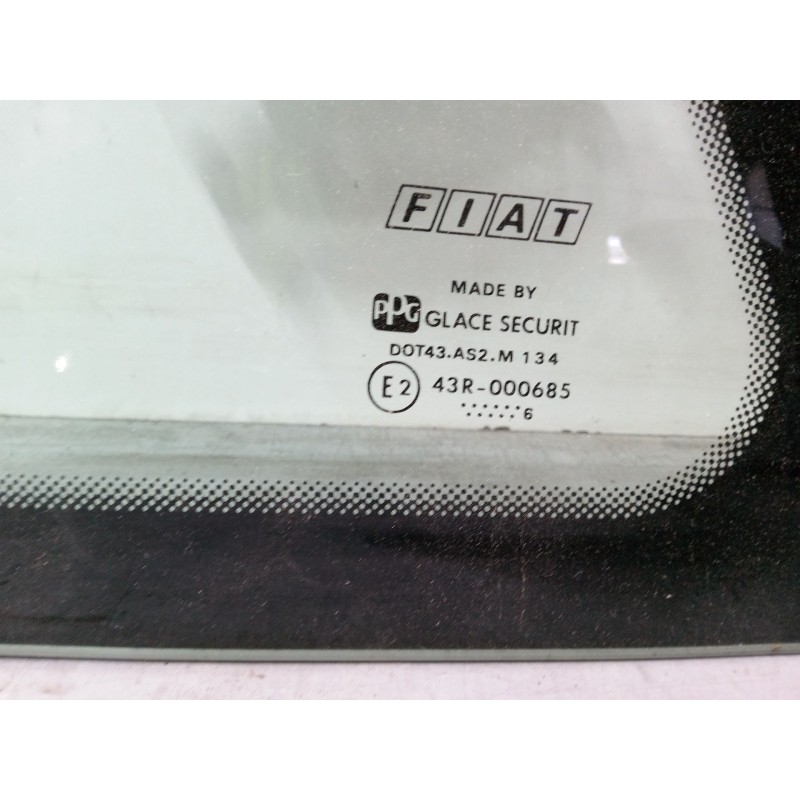 FIAT
MADE BY
PPG GLACE SECURIT
DOT43.AS2.M 134
E2 43R-000685
6